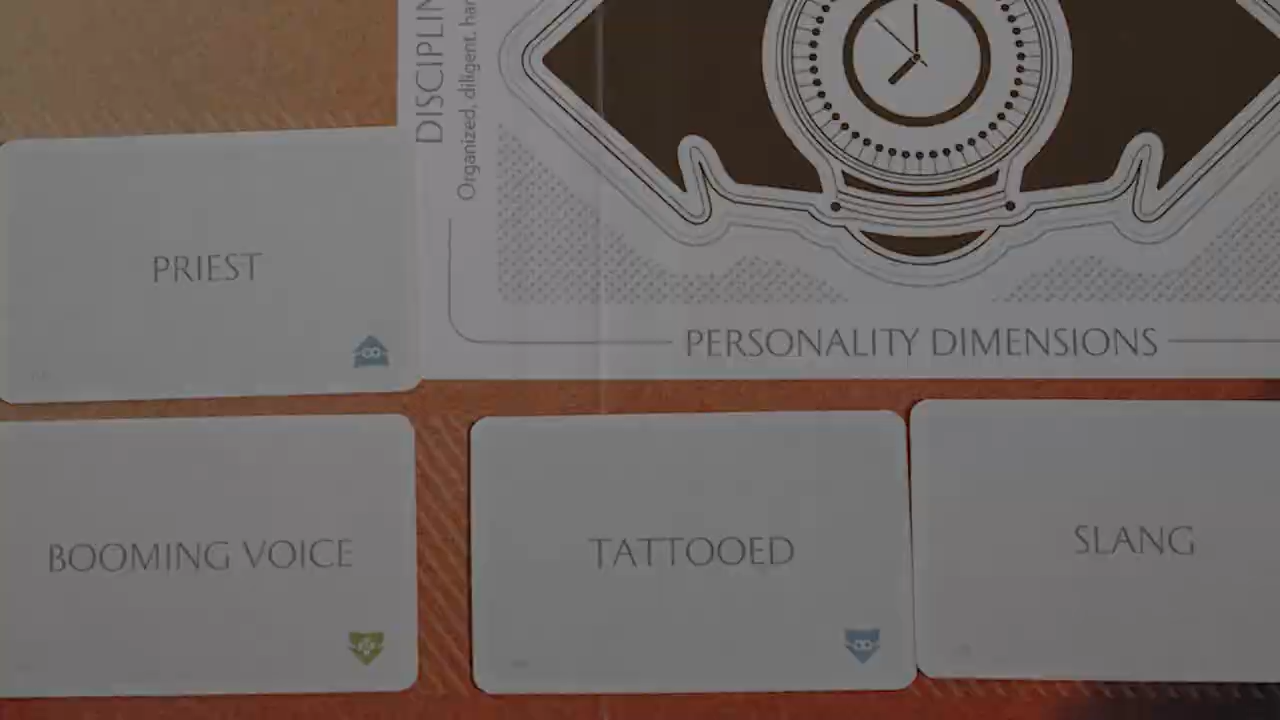 DISCIPLIN
Organized, diligent, har
PRIEST
PERSONALITY DIMENSIONS
BOOMING VOICE
TATTOOED
SLANG